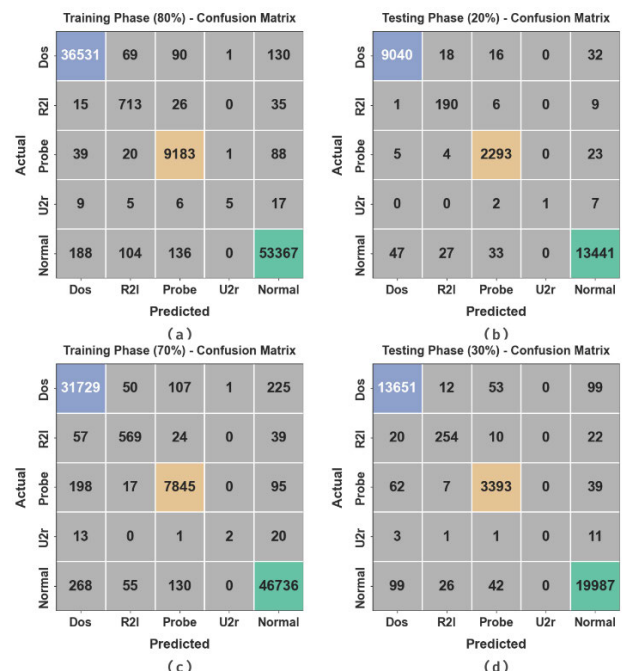 Training Phase (80%) - Confusion Matrix
Dos 36531 69 90 1 130
R2l 15 713 26 0 35
Probe 39 20 9183 1 88
U2r 9 5 6 5 17
Normal 188 104 136 0 53367
Actual
Dos R2l Probe U2r Normal
Predicted
(a)
Testing Phase (20%) - Confusion Matrix
Dos 9040 18 16 0 32
R2l 1 190 6 0 9
Probe 5 4 2293 0 23
U2r 0 0 2 1 7
Normal 47 27 33 0 13441
Actual
Dos R2l Probe U2r Normal
Predicted
(b)
Training Phase (70%) - Confusion Matrix
Dos 31729 50 107 1 225
R2l 57 569 24 0 39
Probe 198 17 7845 0 95
U2r 13 0 1 2 20
Normal 268 55 130 0 46736
Actual
Dos R2l Probe U2r Normal
Predicted
(c)
Testing Phase (30%) - Confusion Matrix
Dos 13651 12 53 0 99
R2l 20 254 10 0 22
Probe 62 7 3393 0 39
U2r 3 1 1 0 11
Normal 99 26 42 0 19987
Actual
Dos R2l Probe U2r Normal
Predicted
(d)